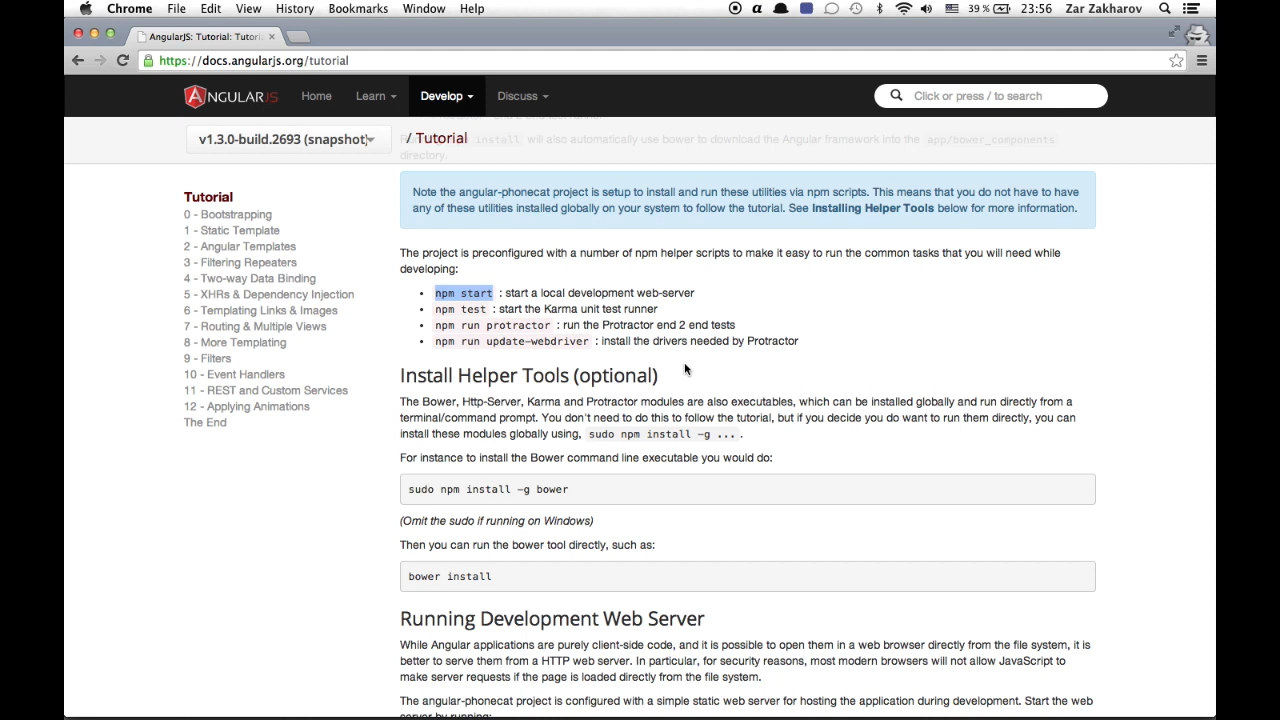 Chrome File Edit View History Bookmarks Window Help 39 % 23:56 Zar Zakharov
AngularJS: Tutorial: Tutori
https://docs.angularjs.org/tutorial
ANGULARJS Home Learn Develop Discuss Click or press / to search
v1.3.0-build.2693 (snapshot) / Tutorial
install will also automatically use bower to download the Angular framework into the app/bower_components
directory.
Tutorial
0 - Bootstrapping
1 - Static Template
2 - Angular Templates
3 - Filtering Repeaters
4 - Two-way Data Binding
5 - XHRs & Dependency Injection
6 - Templating Links & Images
7 - Routing & Multiple Views
8 - More Templating
9 - Filters
10 - Event Handlers
11 - REST and Custom Services
12 - Applying Animations
The End
Note the angular-phonecat project is setup to install and run these utilities via npm scripts. This means that you do not have to have
any of these utilities installed globally on your system to follow the tutorial. See Installing Helper Tools below for more information.
The project is preconfigured with a number of npm helper scripts to make it easy to run the common tasks that you will need while
developing:
• npm start : start a local development web-server
• npm test : start the Karma unit test runner
• npm run protractor : run the Protractor end 2 end tests
• npm run update-webdriver : install the drivers needed by Protractor
Install Helper Tools (optional)
The Bower, Http-Server, Karma and Protractor modules are also executables, which can be installed globally and run directly from a
terminal/command prompt. You don't need to do this to follow the tutorial, but if you decide you do want to run them directly, you can
install these modules globally using, sudo npm install -g ... .
For instance to install the Bower command line executable you would do:
sudo npm install -g bower
(Omit the sudo if running on Windows)
Then you can run the bower tool directly, such as:
bower install
Running Development Web Server
While Angular applications are purely client-side code, and it is possible to open them in a web browser directly from the file system, it is
better to serve them from a HTTP web server. In particular, for security reasons, most modern browsers will not allow JavaScript to
make server requests if the page is loaded directly from the file system.
The angular-phonecat project is configured with a simple static web server for hosting the application during development. Start the web
server by running: